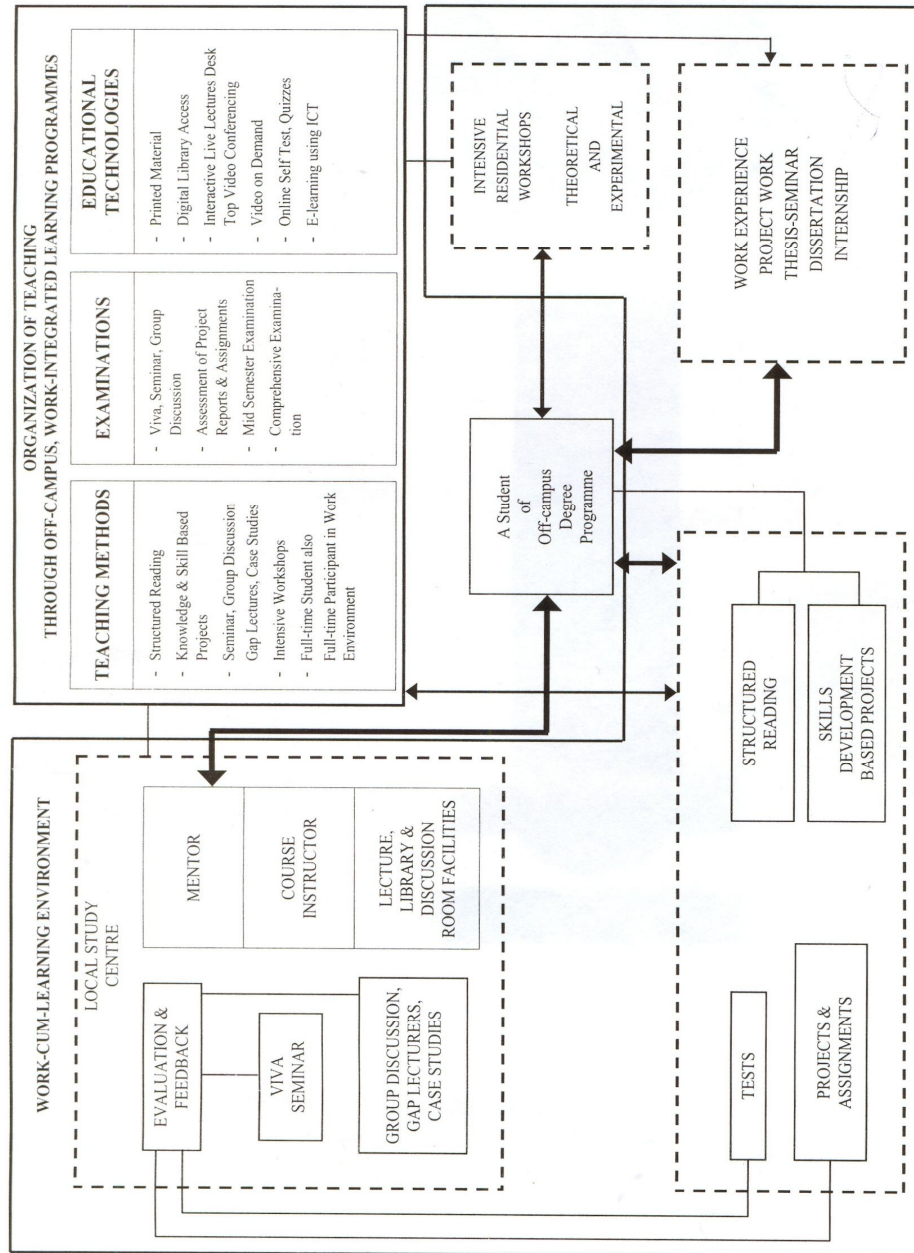 ORGANIZATION OF TEACHING
THROUGH OFF-CAMPUS, WORK-INTEGRATED LEARNING PROGRAMMES
TEACHING METHODS
- Structured Reading
- Knowledge & Skill Based
Projects
- Seminar, Group Discussion
Gap Lectures, Case Studies
- Intensive Workshops
- Full-time Student also
Full-time Participant in Work
Environment
EXAMINATIONS
- Viva, Seminar, Group
Discussion
- Assessment of Project
Reports & Assignments
- Mid Semester Examination
- Comprehensive Examina-
tion
EDUCATIONAL
TECHNOLOGIES
- Printed Material
- Digital Library Access
- Interactive Live Lectures Desk
Top Video Conferencing
- Video on Demand
- Online Self Test, Quizzes
- E-learning using ICT
WORK-CUM-LEARNING ENVIRONMENT
LOCAL STUDY
CENTRE
EVALUATION &
FEEDBACK
VIVA
SEMINAR
GROUP DISCUSSION,
GAP LECTURERS,
CASE STUDIES
MENTOR
COURSE
INSTRUCTOR
LECTURE,
LIBRARY &
DISCUSSION
ROOM FACILITIES
A Student
of
Off-campus
Degree
Programme
INTENSIVE
RESIDENTIAL
WORKSHOPS
THEORETICAL
AND
EXPERIMENTAL
TESTS
PROJECTS &
ASSIGNMENTS
STRUCTURED
READING
SKILLS
DEVELOPMENT
BASED PROJECTS
WORK EXPERIENCE
PROJECT WORK
THESIS-SEMINAR
DISSERTATION
INTERNSHIP